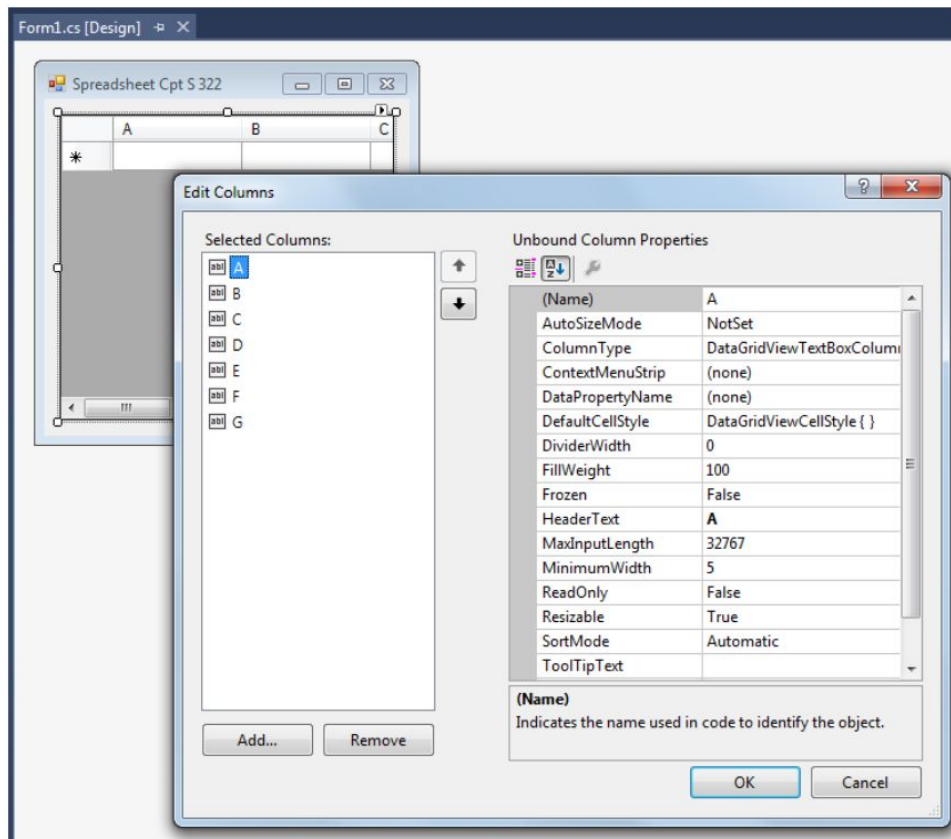 Form1.cs [Design]
Spreadsheet Cpt S 322
A B C
*
Edit Columns
Selected Columns:
A
B
C
D
E
F
G
Add... Remove
Unbound Column Properties
(Name) A
AutoSizeMode NotSet
ColumnType DataGridViewTextBoxColum
ContextMenuStrip (none)
DataPropertyName (none)
DefaultCellStyle DataGridViewCellStyle { }
DividerWidth 0
FillWeight 100
Frozen False
HeaderText A
MaxInputLength 32767
MinimumWidth 5
ReadOnly False
Resizable True
SortMode Automatic
ToolTipText
(Name)
Indicates the name used in code to identify the object.
OK Cancel